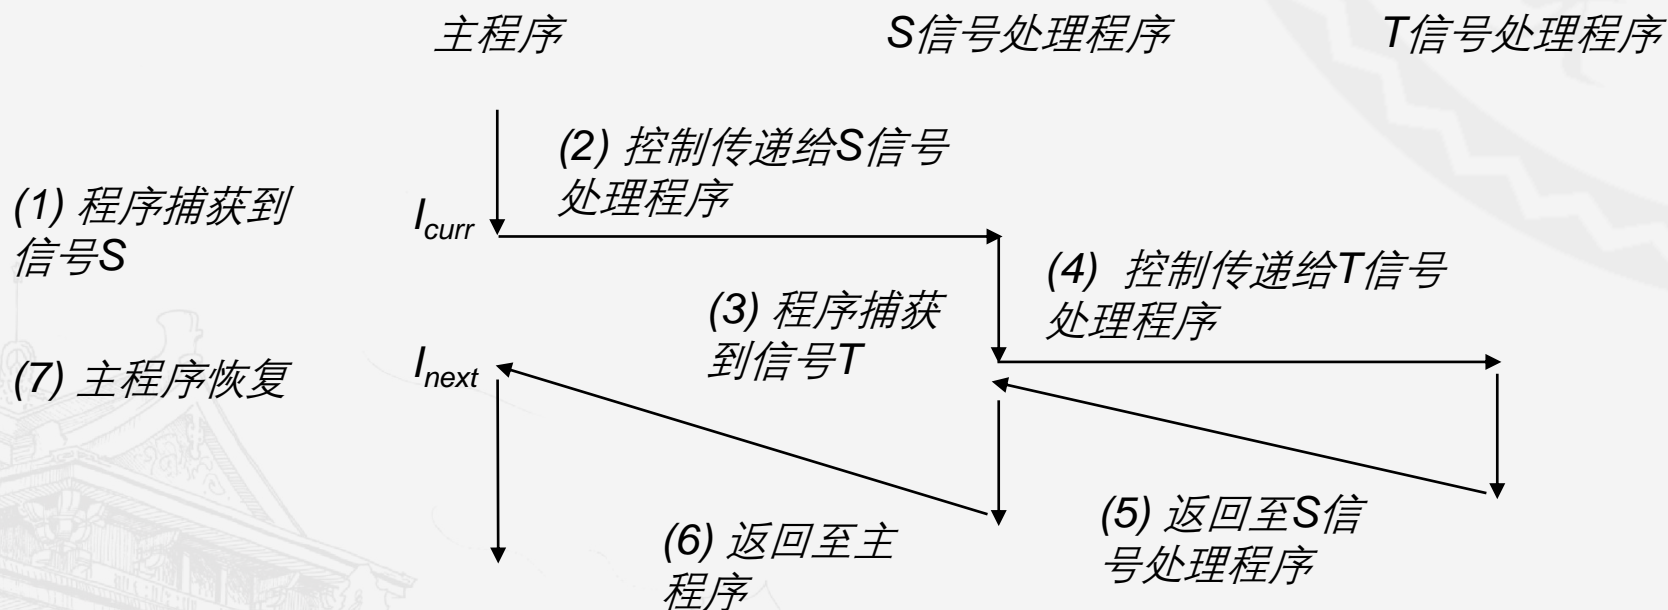 主程序
S信号处理程序
T信号处理程序
(2) 控制传递给S信号
处理程序
(1) 程序捕获到
信号S
Icurr
(4) 控制传递给T信号
处理程序
(3) 程序捕获
到信号T
(7) 主程序恢复
Inext
(5) 返回至S信
号处理程序
(6) 返回至主
程序